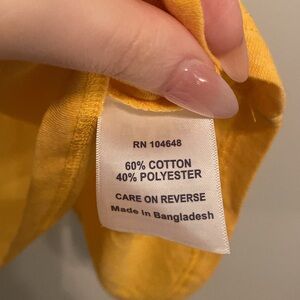 RN 104648
60% COTTON
40% POLYESTER
CARE ON REVERSE
Made in Bangladesh